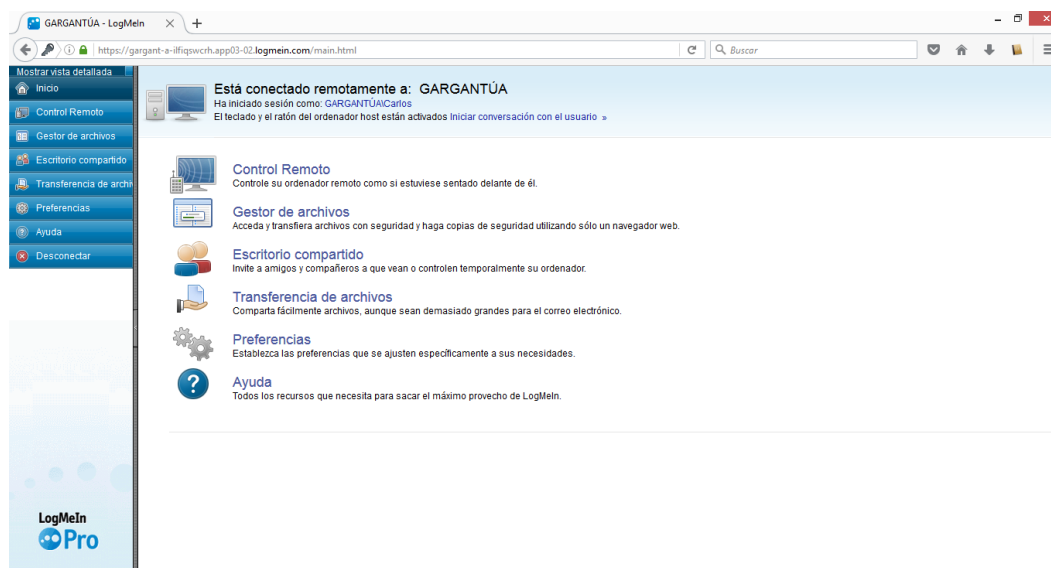 GARGANTÚA - LogMeIn
https://gargant-a-ilfiqswcrh.app03-02.logmein.com/main.html
Buscar
Mostrar vista detallada
Inicio
Control Remoto
Gestor de archivos
Escritorio compartido
Transferencia de archiv
Preferencias
Ayuda
Desconectar
Está conectado remotamente a: GARGANTÚA
Ha iniciado sesión como: GARGANTÚA\Carlos
El teclado y el ratón del ordenador host están activados Iniciar conversación con el usuario »
Control Remoto
Controle su ordenador remoto como si estuviese sentado delante de él.
Gestor de archivos
Acceda y transfiera archivos con seguridad y haga copias de seguridad utilizando sólo un navegador web.
Escritorio compartido
Invite a amigos y compañeros a que vean o controlen temporalmente su ordenador.
Transferencia de archivos
Comparta fácilmente archivos, aunque sean demasiado grandes para el correo electrónico.
Preferencias
Establezca las preferencias que se ajusten específicamente a sus necesidades.
Ayuda
Todos los recursos que necesita para sacar el máximo provecho de LogMeIn.
LogMeIn
Pro